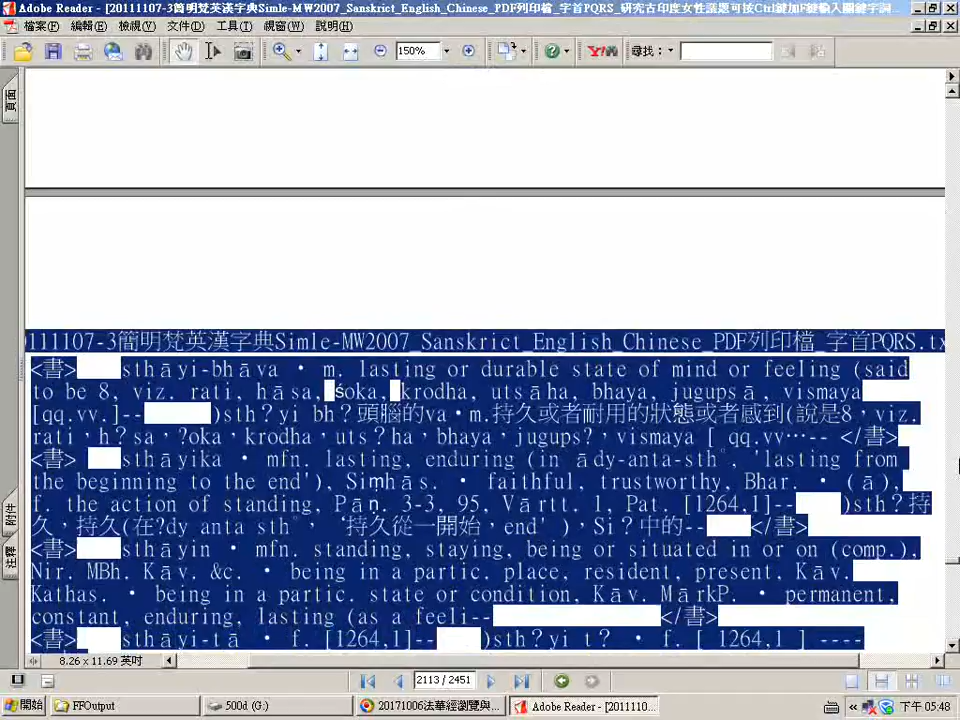 Adobe Reader - [20111107-3簡明梵英漢字典Simle-MW2007_Sanskrict_English_Chinese_PDF列印檔_字首PQRS_研究古印度女性議題可按Ctrl鍵加F鍵輸入關鍵字詞...
檔案(F) 編輯(E) 檢視(V) 文件(D) 工具(T) 視窗(W) 說明(H)
150% 尋找:
頁面
111107-3簡明梵英漢字典Simle-MW2007_Sanskrict_English_Chinese_PDF列印檔_字首PQRS.tx
<書> sthāyi-bhāva • m. lasting or durable state of mind or feeling (said
to be 8, viz. rati, hāsa, śoka, krodha, utsāha, bhaya, jugupsā, vismaya
[qq.vv.]-- )sth?yi bh?頭腦的va•m.持久或者耐用的狀態或者感到(說是8，viz.
rati，h?sa，?oka，krodha，uts?ha，bhaya，jugups?，vismaya [ qq.vv…-- </書>
<書> sthāyika • mfn. lasting, enduring (in ādy-anta-sth°, 'lasting from
the beginning to the end'), Siṃhās. • faithful, trustworthy, Bhar. • (ā),
f. the action of standing, Pāṇ. 3-3, 95, Vārtt. 1, Pat. [1264,1]-- )sth?持
久，持久(在?dy anta sth°，‘持久從一開始，end' )，Si?中的-- </書>
<書> sthāyin • mfn. standing, staying, being or situated in or on (comp.),
Nir. MBh. Kāv. &c. • being in a partic. place, resident, present, Kāv.
Kathas. • being in a partic. state or condition, Kāv. MārkP. • permanent,
constant, enduring, lasting (as a feeli-- </書>
<書> sthāyi-tā • f. [1264,1]-- )sth?yi t? • f. [ 1264,1 ] ----
附件
註釋
8.26 x 11.69 英吋
2113 / 2451
開始 FFOutput 500d (G:) 20171006法華經瀏覽與... Adobe Reader - [2011110... 下午 05:48